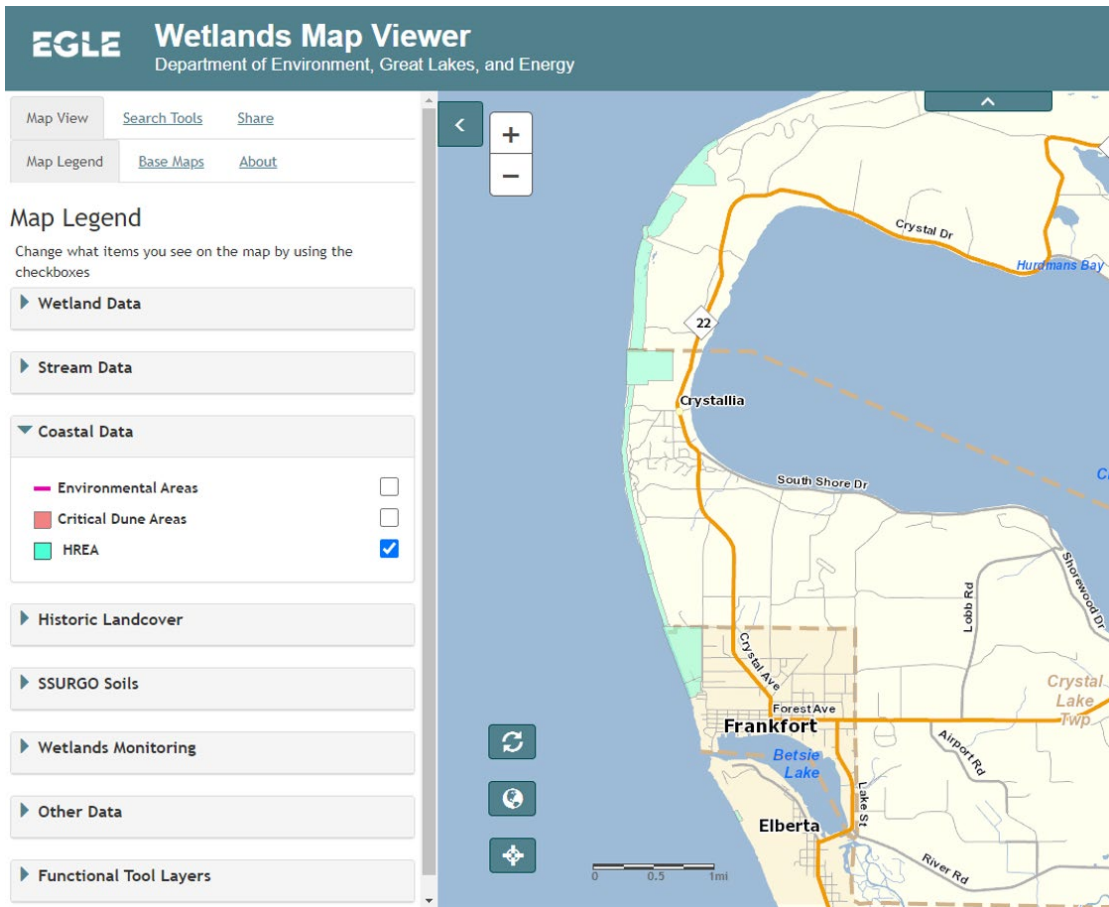 EGLE
Wetlands Map Viewer
Department of Environment, Great Lakes, and Energy
Map View
Search Tools
Share
Map Legend
Base Maps
About
Map Legend
Change what items you see on the map by using the
checkboxes
Wetland Data
Stream Data
Coastal Data
Environmental Areas
Critical Dune Areas
HREA
Historic Landcover
SSURGO Soils
Wetlands Monitoring
Other Data
Functional Tool Layers
+
−
Crystal Dr
Hurdmans Bay
22
Crystallia
South Shore Dr
Lobb Rd
Shorewood Dr
Crystal Ave
Forest Ave
Crystal
Lake
Twp
Frankfort
Airport Rd
Betsie
Lake
Lake St
Elberta
River Rd
0 0.5 1mi